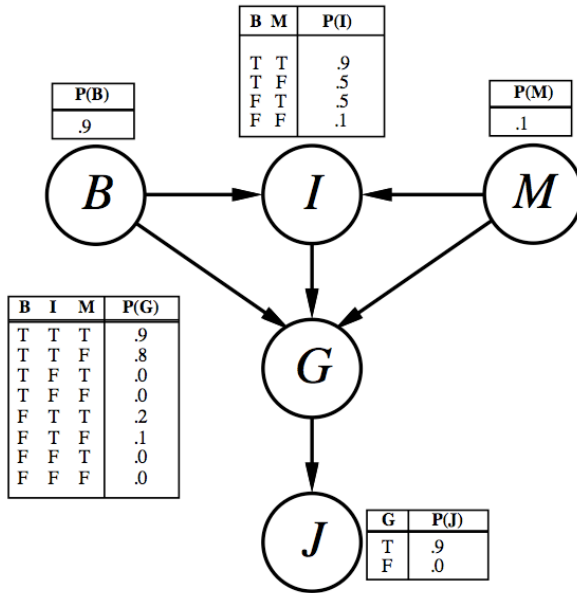 B M P(I)
T T .9
T F .5
F T .5
F F .1
P(B)
.9
P(M)
.1
B
I
M
B I M P(G)
T T T .9
T T F .8
T F T .0
T F F .0
F T T .2
F T F .1
F F T .0
F F F .0
G
J
G P(J)
T .9
F .0